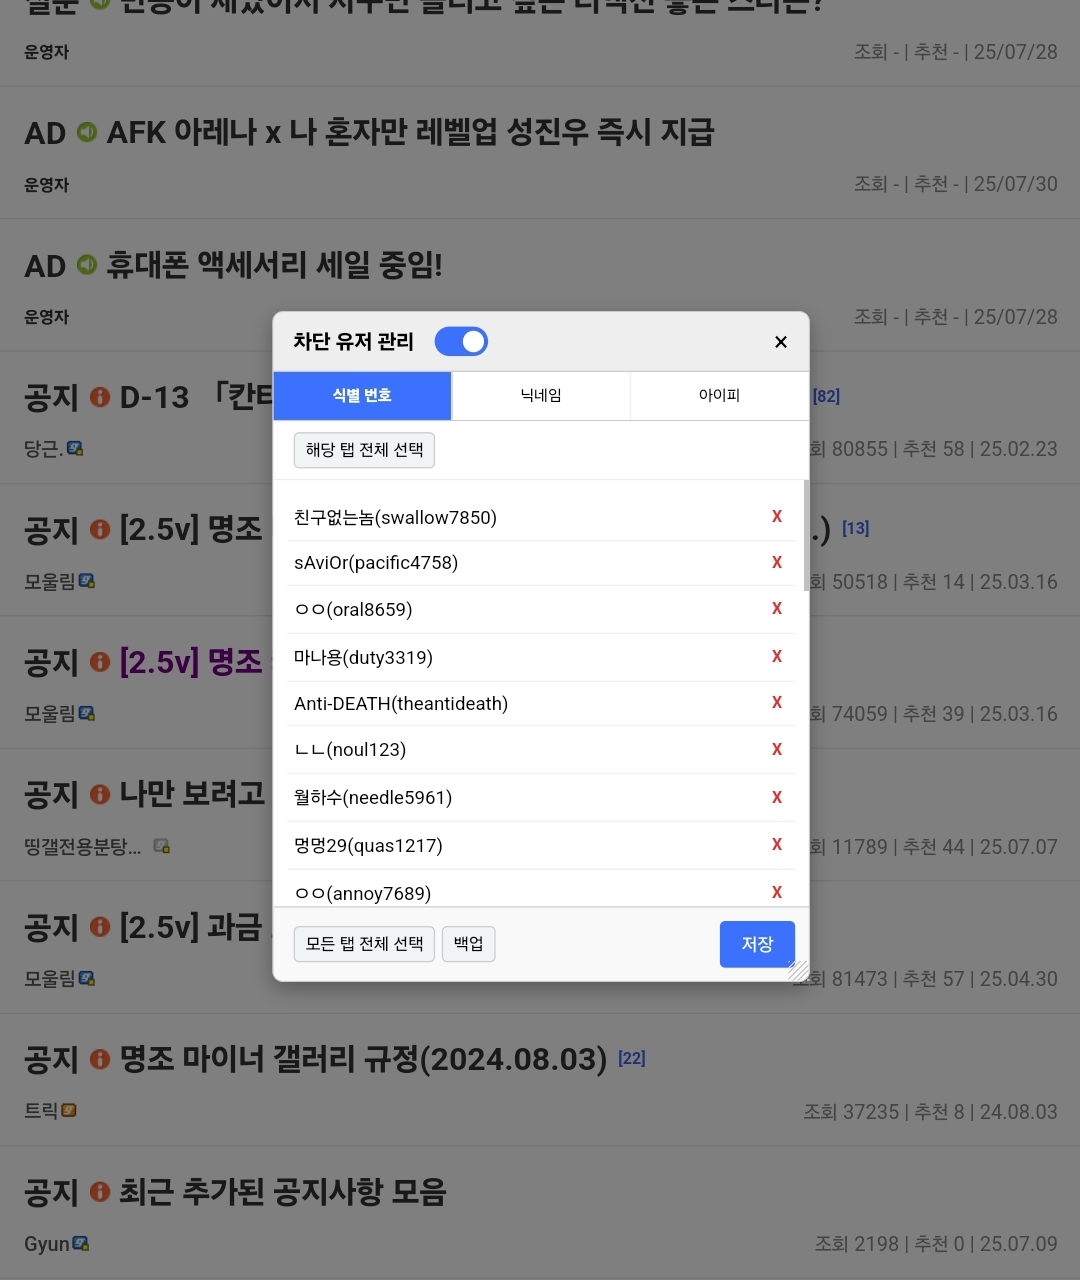 운영자
조회 - | 추천 - | 25/07/28
AD AFK 아레나 x 나 혼자만 레벨업 성진우 즉시 지급
운영자
조회 - | 추천 - | 25/07/30
AD 휴대폰 액세서리 세일 중임!
운영자
조회 - | 추천 - | 25/07/28
차단 유저 관리
×
식별 번호
닉네임
아이피
해당 탭 전체 선택
친구없는놈(swallow7850) X
sAviOr(pacific4758) X
ㅇㅇ(oral8659) X
마나용(duty3319) X
Anti-DEATH(theantideath) X
ㄴㄴ(noul123) X
월하수(needle5961) X
멍멍29(quas1217) X
ㅇㅇ(annoy7689) X
모든 탭 전체 선택
백업
저장
공지 D-13 「칸타
[82]
당근.
회 80855 | 추천 58 | 25.02.23
공지 [2.5v] 명조
.) [13]
모울림
회 50518 | 추천 14 | 25.03.16
공지 [2.5v] 명조
모울림
회 74059 | 추천 39 | 25.03.16
공지 나만 보려고
띵갤전용분탕...
회 11789 | 추천 44 | 25.07.07
공지 [2.5v] 과금
모울림
조회 81473 | 추천 57 | 25.04.30
공지 명조 마이너 갤러리 규정(2024.08.03) [22]
트릭
조회 37235 | 추천 8 | 24.08.03
공지 최근 추가된 공지사항 모음
Gyun
조회 2198 | 추천 0 | 25.07.09